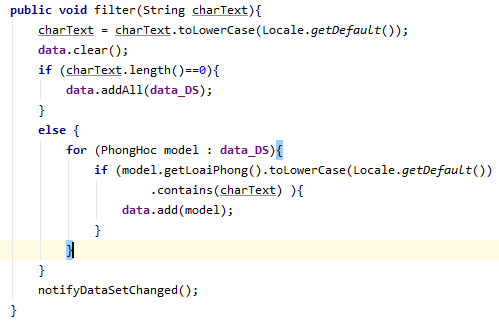 public void filter(String charText){
charText = charText.toLowerCase(Locale.getDefault());
data.clear();
if (charText.length()==0){
data.addAll(data_DS);
}
else {
for (PhongHoc model : data_DS){
if (model.getLoaiPhong().toLowerCase(Locale.getDefault())
.contains(charText) ){
data.add(model);
}
}
}
notifyDataSetChanged();
}